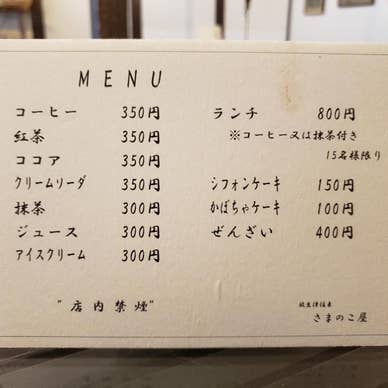 MENU
コーヒー 350円
紅茶 350円
ココア 350円
クリームソーダ 350円
抹茶 300円
ジュース 300円
アイスクリーム 300円
"店内禁煙"
ランチ 800円
※コーヒー又は抹茶付き
15名様限り
シフォンケーキ 150円
かぼちゃケーキ 100円
ぜんざい 400円
さまのこ屋